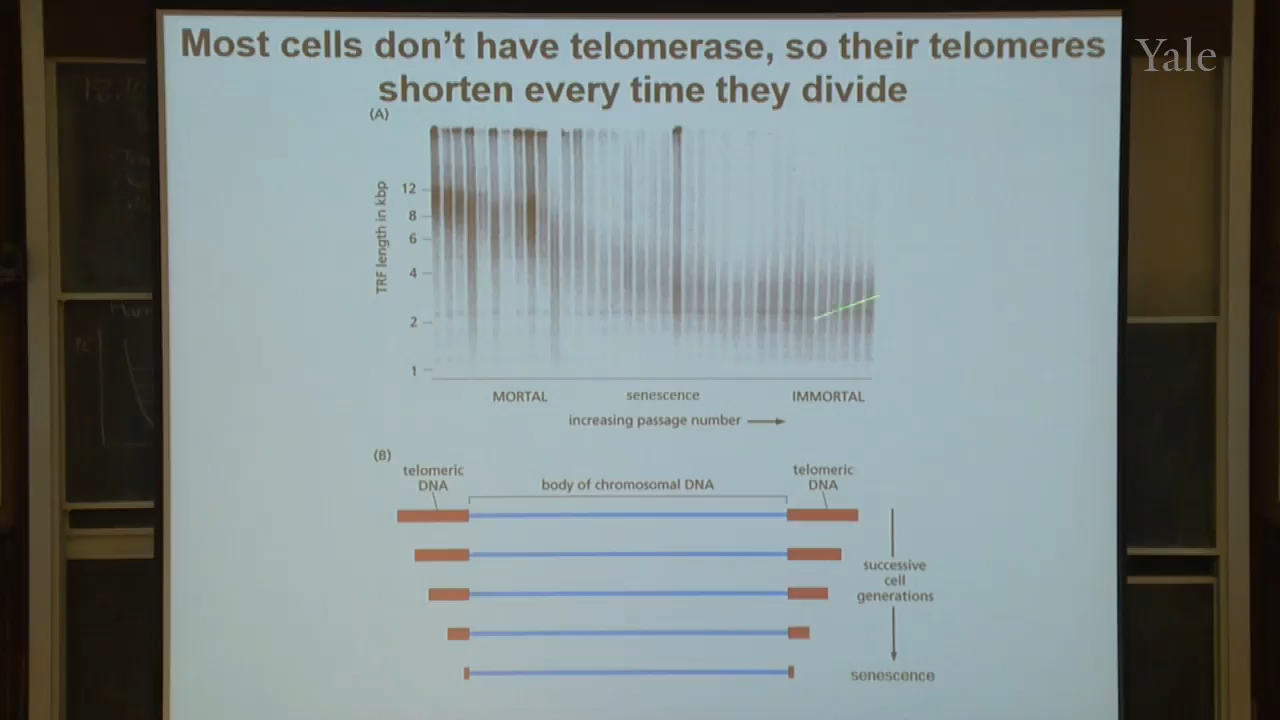 Most cells don't have telomerase, so their telomeres
shorten every time they divide
Yale
(A)
TRF length in kbp
12
8
6
4
2
1
MORTAL senescence IMMORTAL
increasing passage number
(B)
telomeric
DNA
body of chromosomal DNA
telomeric
DNA
successive
cell
generations
senescence